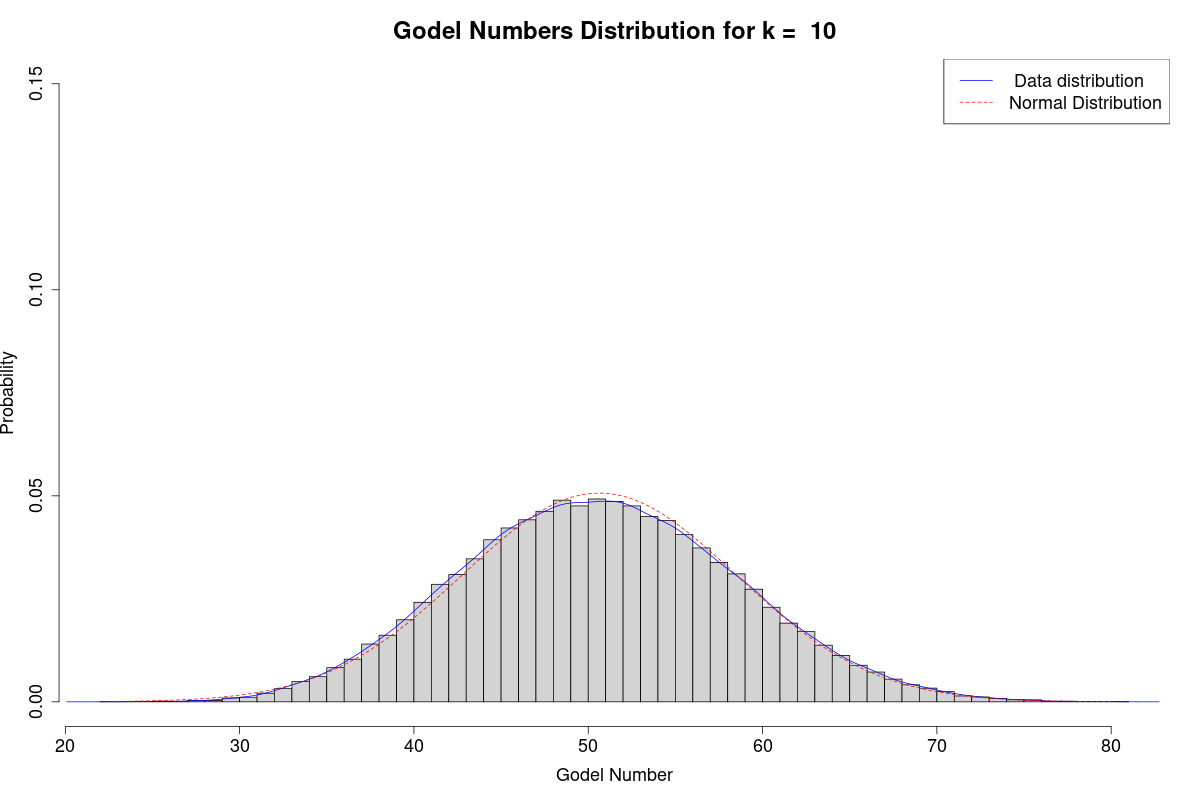 Godel Numbers Distribution for k =  10
Data distribution
Normal Distribution
Probability
0.15
0.10
0.05
0.00
20 30 40 50 60 70 80
Godel Number